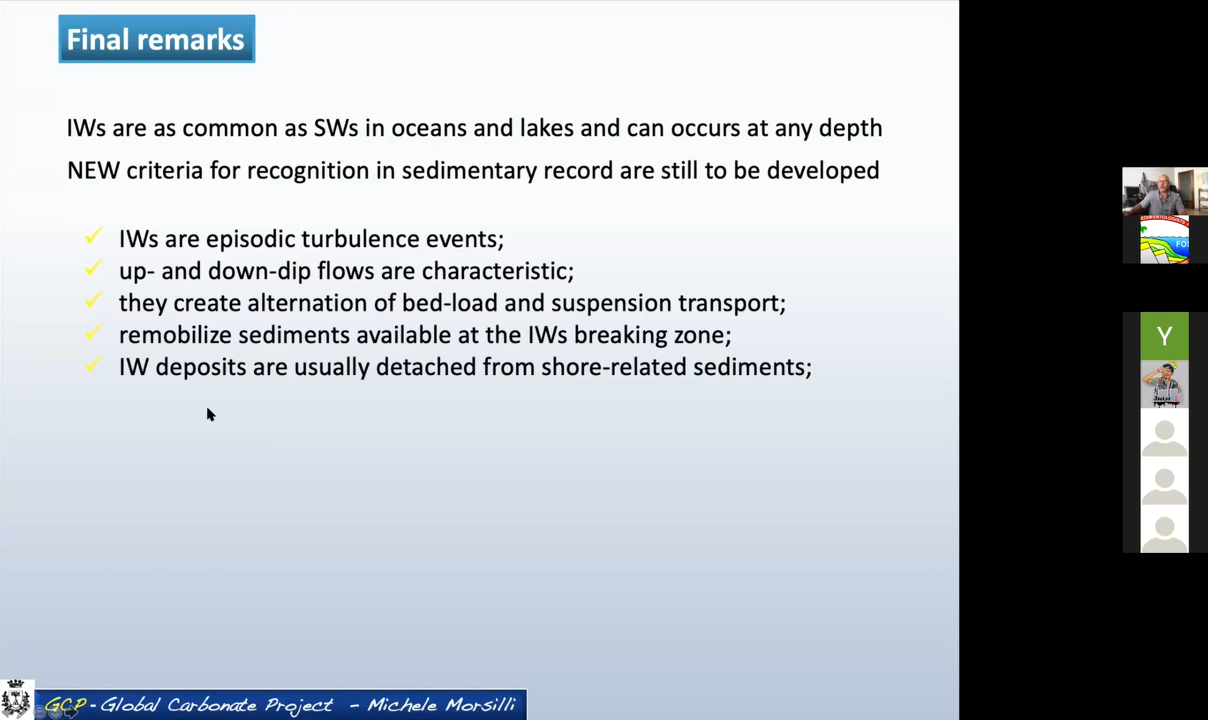 Final remarks
IWs are as common as SWs in oceans and lakes and can occurs at any depth
NEW criteria for recognition in sedimentary record are still to be developed
IWs are episodic turbulence events;
up- and down-dip flows are characteristic;
they create alternation of bed-load and suspension transport;
remobilize sediments available at the IWs breaking zone;
IW deposits are usually detached from shore-related sediments;
GCP - Global Carbonate Project - Michele Morsilli
FOS
Y